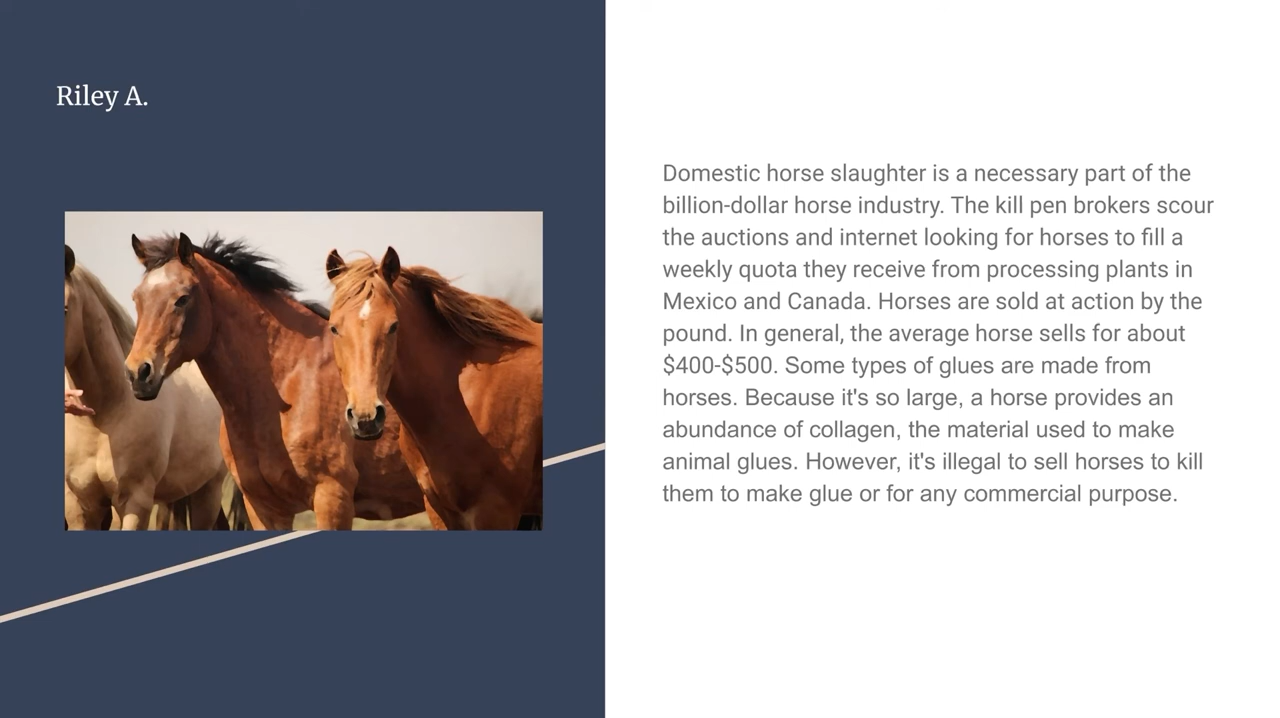 Riley A.
Domestic horse slaughter is a necessary part of the
billion-dollar horse industry. The kill pen brokers scour
the auctions and internet looking for horses to fill a
weekly quota they receive from processing plants in
Mexico and Canada. Horses are sold at action by the
pound. In general, the average horse sells for about
$400-$500. Some types of glues are made from
horses. Because it's so large, a horse provides an
abundance of collagen, the material used to make
animal glues. However, it's illegal to sell horses to kill
them to make glue or for any commercial purpose.